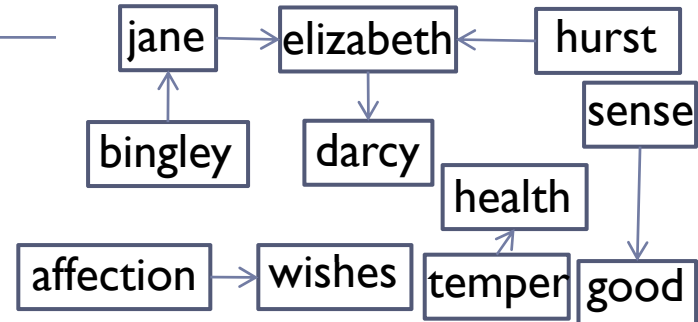 jane
elizabeth
hurst
sense
bingley
darcy
health
affection
wishes
temper
good